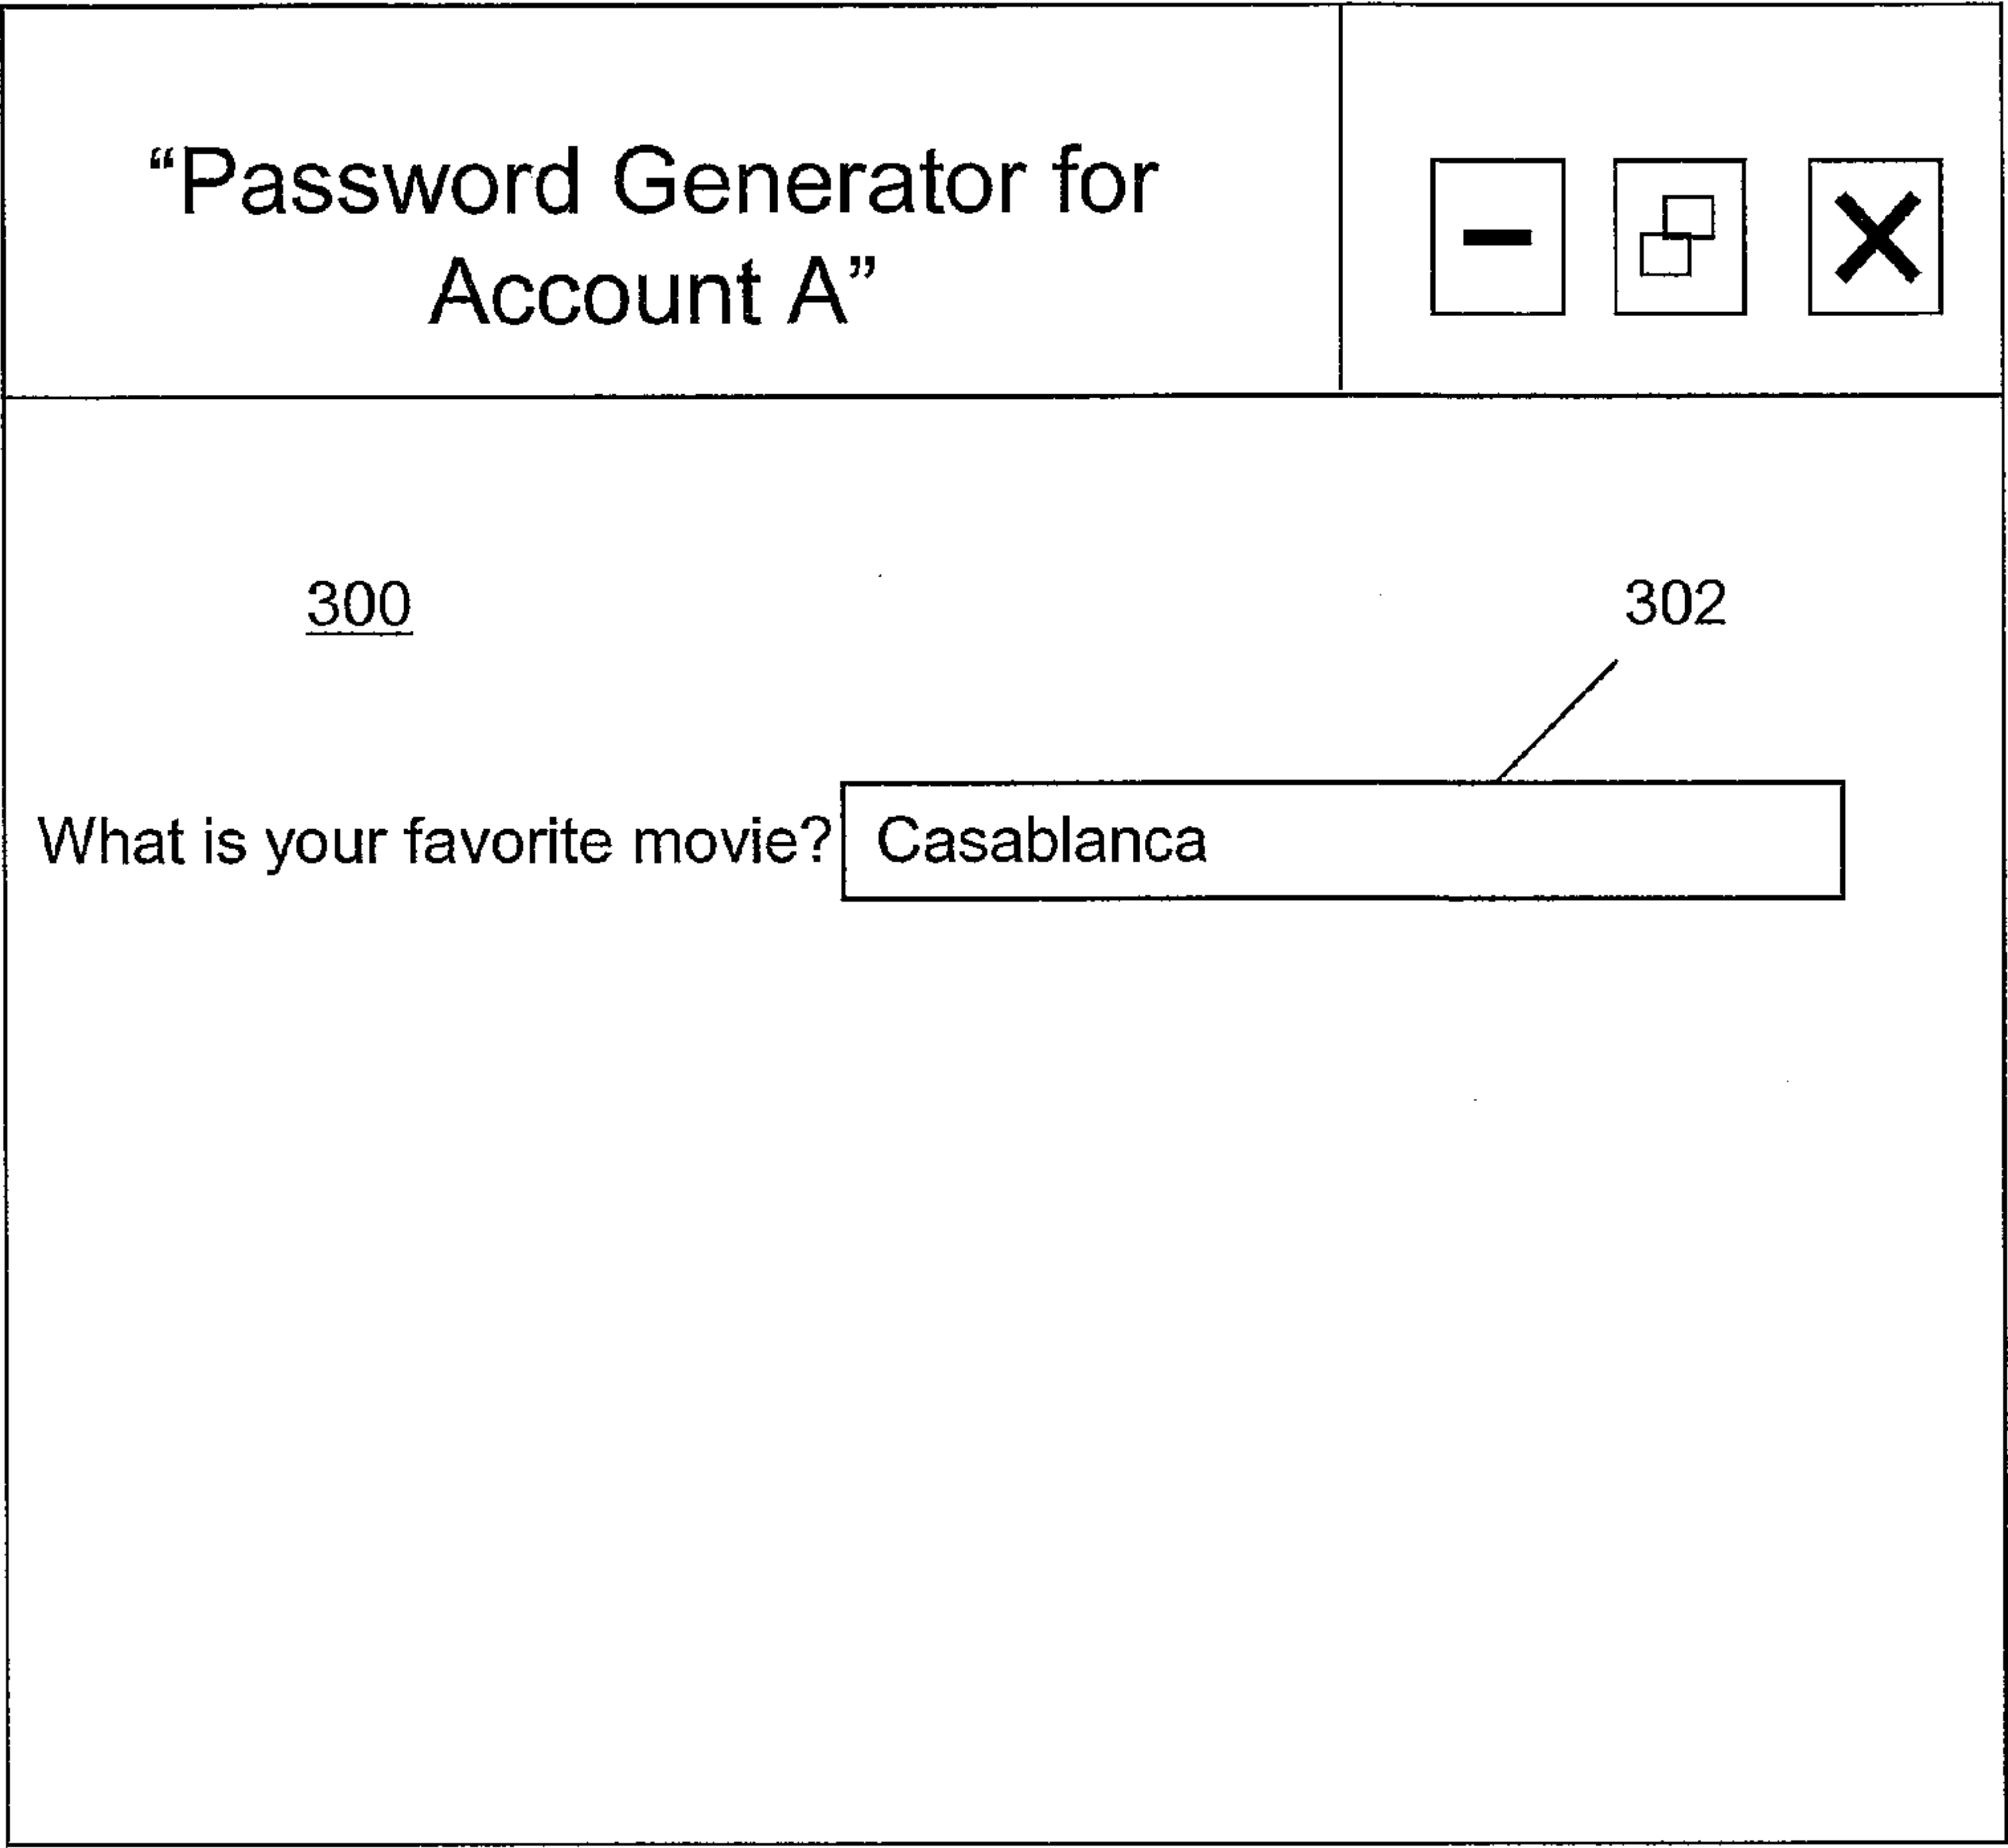 “Password Generator for
Account A”
300
302
What is your favorite movie? Casablanca